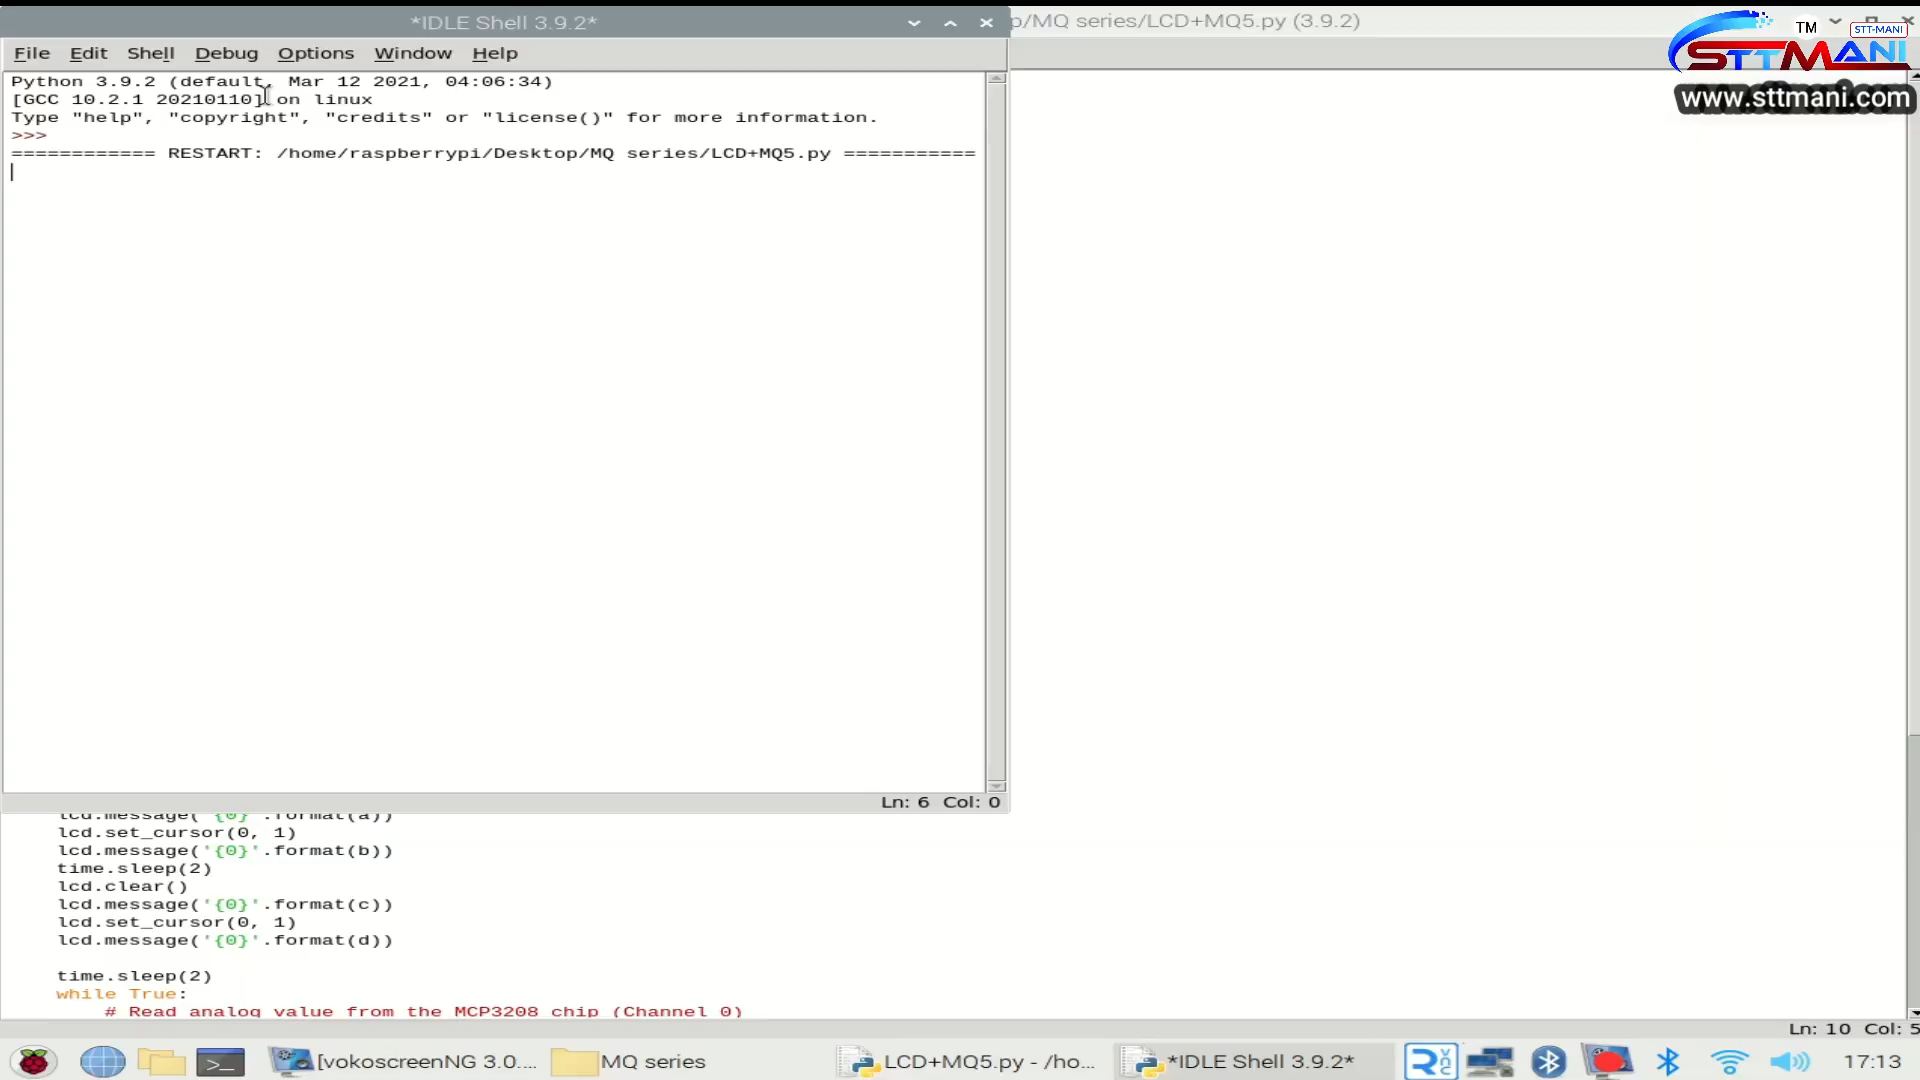 *IDLE Shell 3.9.2*
p/MQ series/LCD+MQ5.py (3.9.2)
STTMANI
TM
STT-MANI
www.sttmani.com
File Edit Shell Debug Options Window Help
Python 3.9.2 (default, Mar 12 2021, 04:06:34)
[GCC 10.2.1 20210110] on linux
Type "help", "copyright", "credits" or "license()" for more information.
>>>
============ RESTART: /home/raspberrypi/Desktop/MQ series/LCD+MQ5.py ===========
Ln: 6 Col: 0
lcd.message('{0}'.format(a))
lcd.set_cursor(0, 1)
lcd.message('{0}'.format(b))
time.sleep(2)
lcd.clear()
lcd.message('{0}'.format(c))
lcd.set_cursor(0, 1)
lcd.message('{0}'.format(d))
time.sleep(2)
while True:
# Read analog value from the MCP3208 chip (Channel 0)
Ln: 10 Col: 5
[vokoscreenNG 3.0....
MQ series
LCD+MQ5.py - /ho...
*IDLE Shell 3.9.2*
17:13